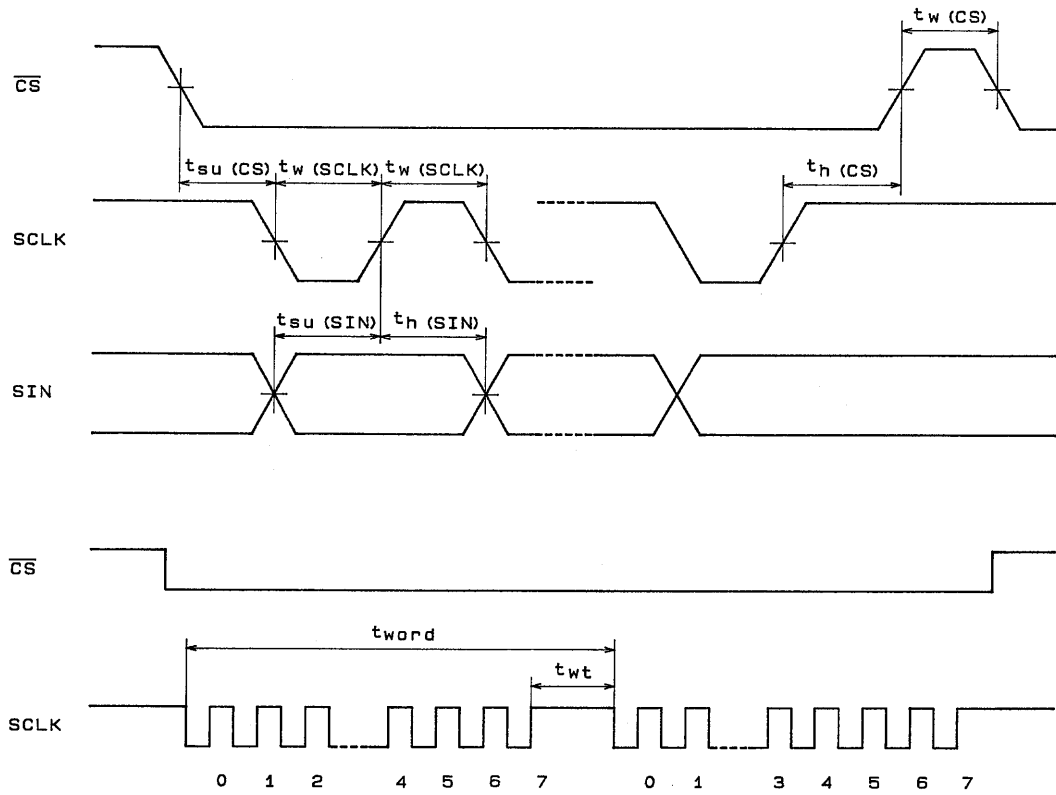 tw (CS)
CS
tsu (CS) tw (SCLK) tw (SCLK) th (CS)
SCLK
tsu (SIN) th (SIN)
SIN
CS
tword
twt
SCLK
0 1 2 4 5 6 7 0 1 3 4 5 6 7